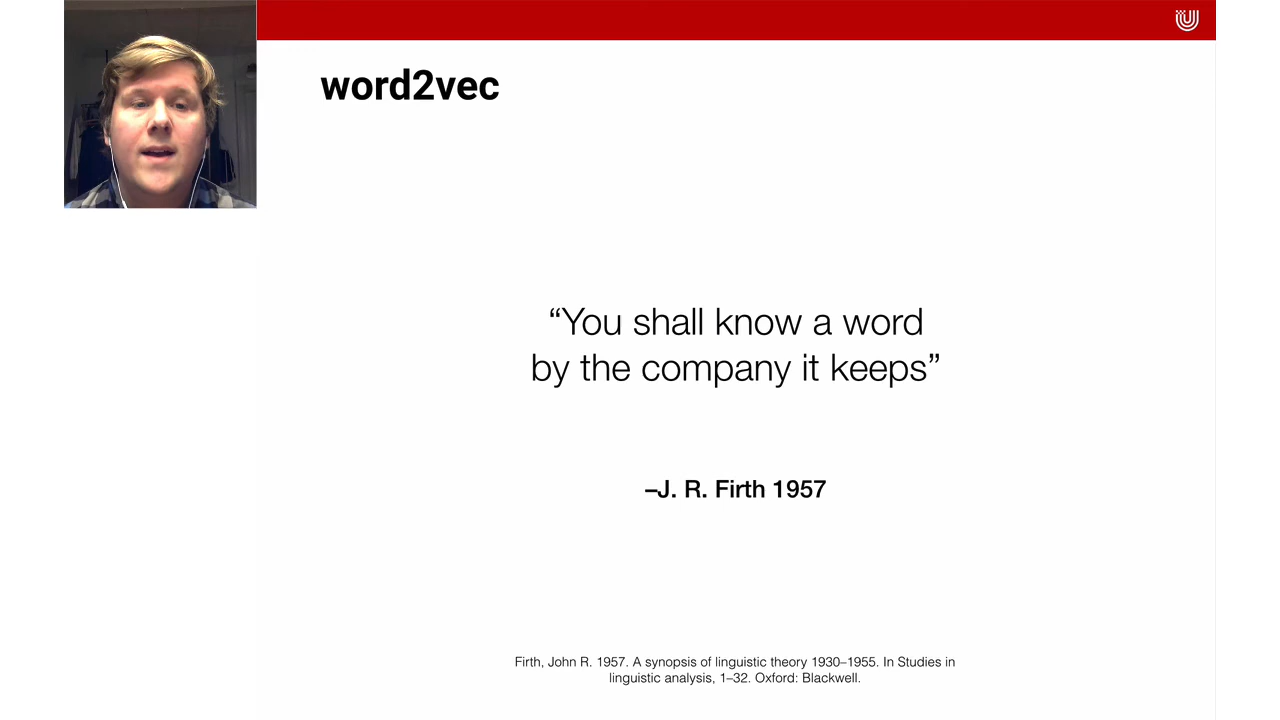 word2vec
“You shall know a word
by the company it keeps”
–J. R. Firth 1957
Firth, John R. 1957. A synopsis of linguistic theory 1930–1955. In Studies in
linguistic analysis, 1–32. Oxford: Blackwell.